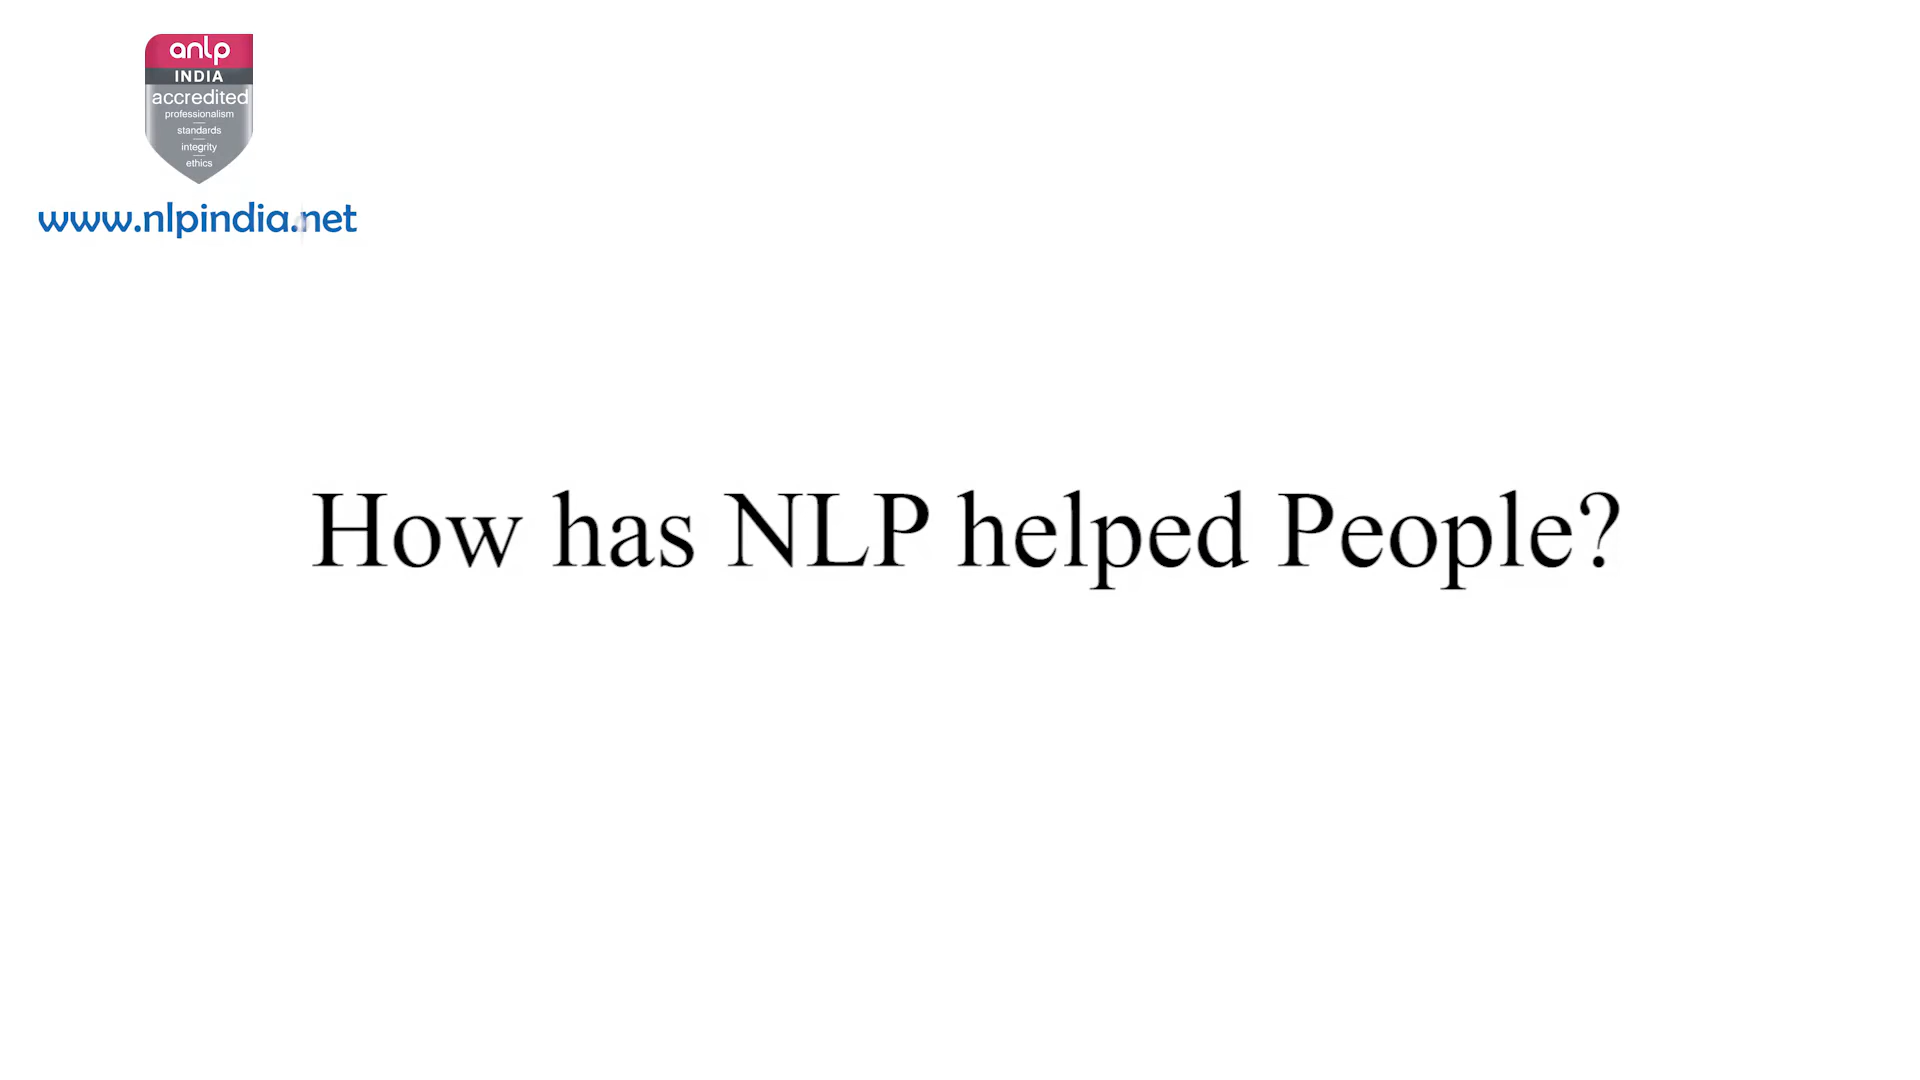 anlp
INDIA
accredited
professionalism
standards
integrity
ethics
www.nlpindia.net
How has NLP helped People?